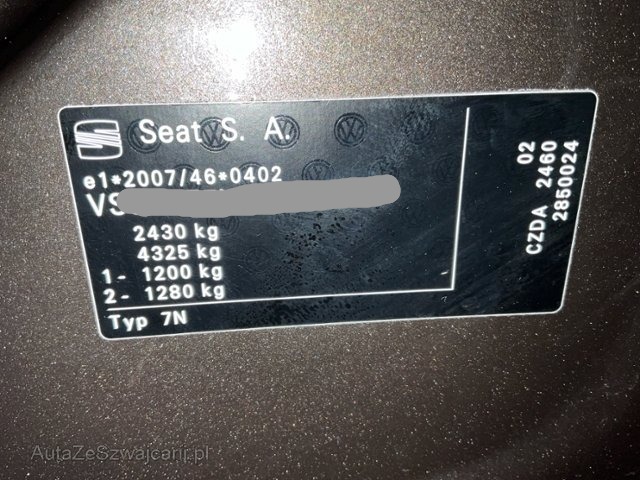 Seat S. A.
e1*2007/46*0402
VS
2430 kg
4325 kg
1- 1200 kg
2- 1280 kg
Typ 7N
02
CZDA 2460
2850024
AutaZeSzwajcarii.pl